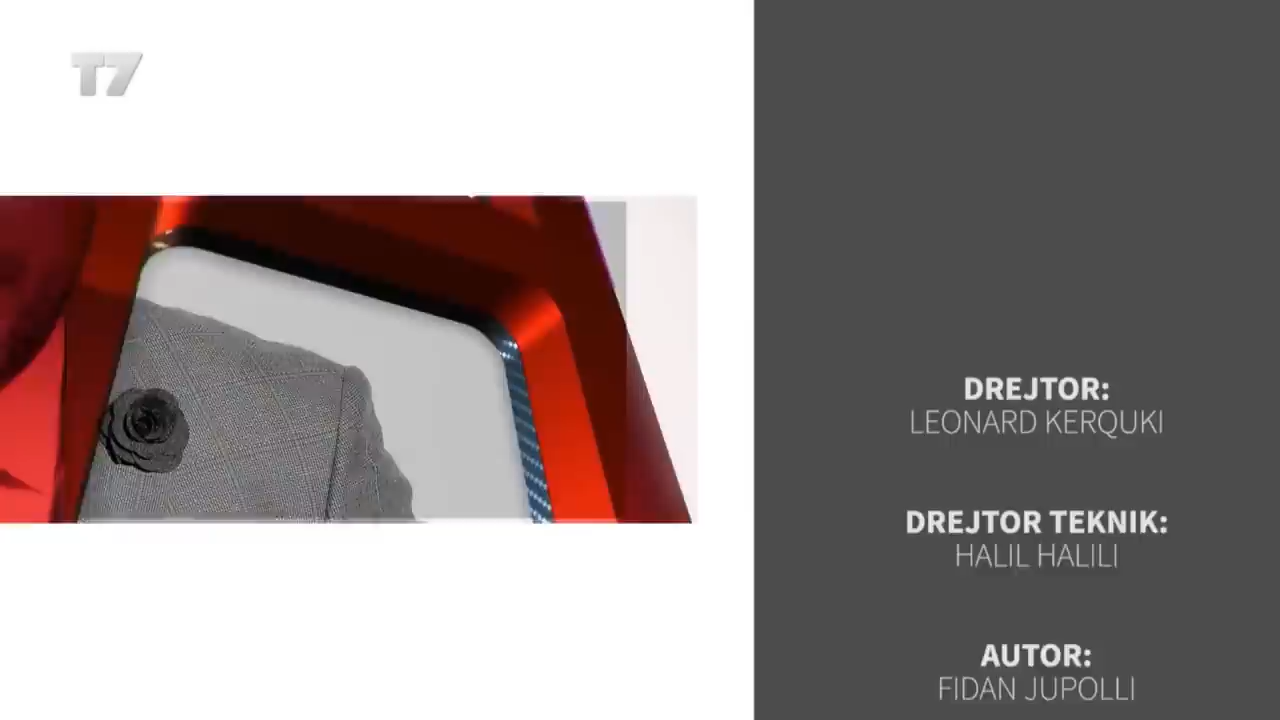 T7
DREJTOR:
LEONARD KERQUKI
DREJTOR TEKNIK:
HALIL HALILI
AUTOR:
FIDAN JUPOLLI